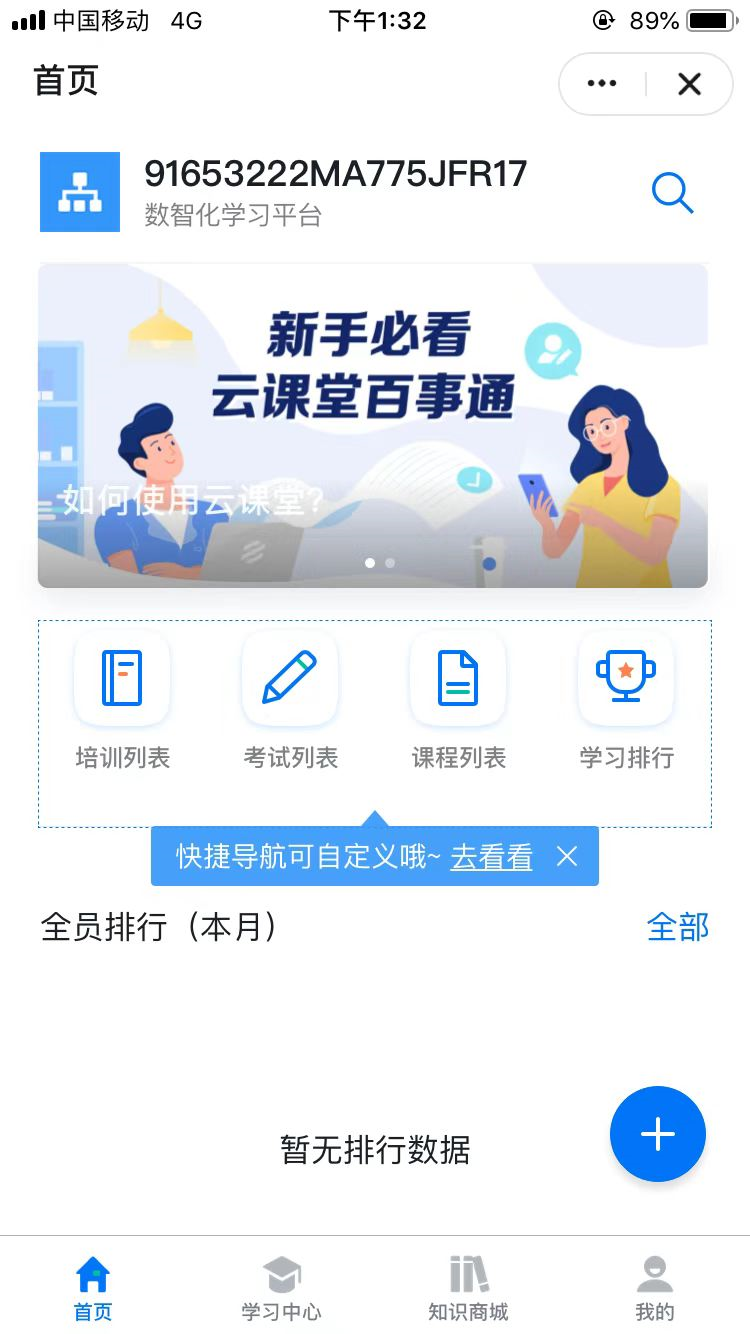 中国移动 4G 下午1:32 89%
首页
91653222MA775JFR17
数智化学习平台
新手必看
云课堂百事通
如何使用云课堂?
培训列表 考试列表 课程列表 学习排行
快捷导航可自定义哦~ 去看看
全员排行（本月） 全部
暂无排行数据
首页 学习中心 知识商城 我的